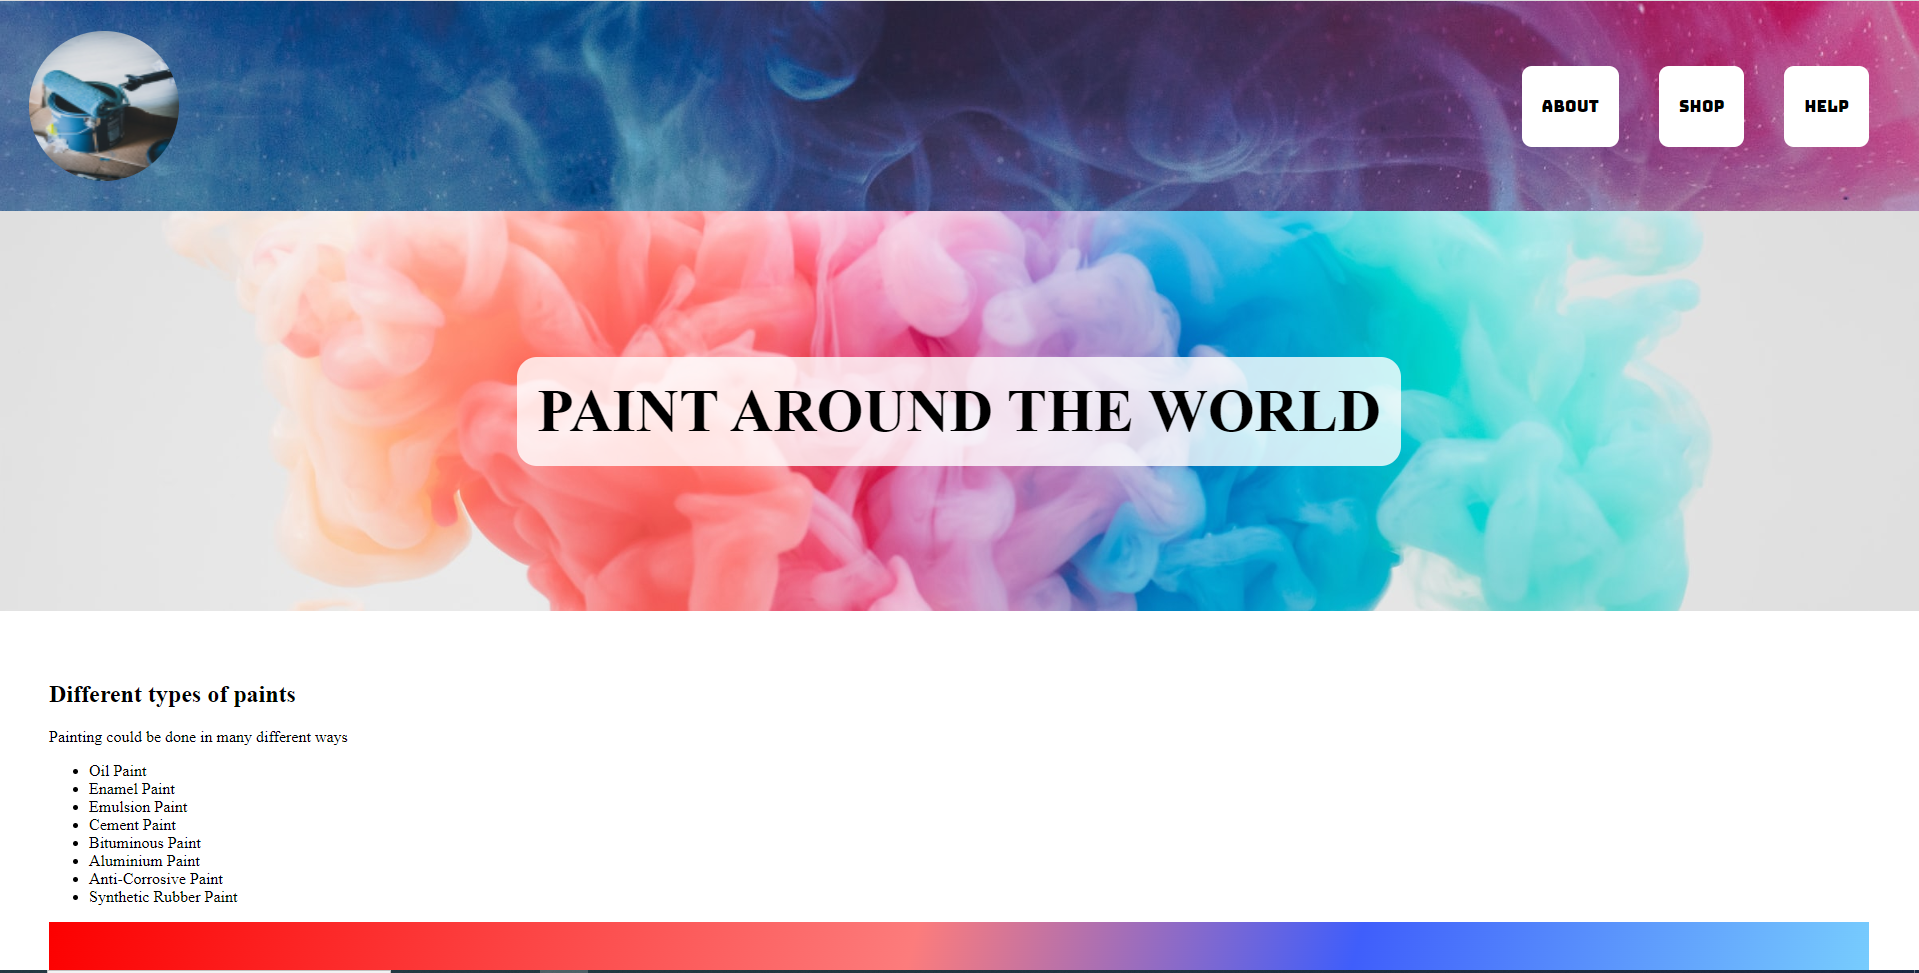 ABOUT SHOP HELP
PAINT AROUND THE WORLD
Different types of paints
Painting could be done in many different ways
Oil Paint
Enamel Paint
Emulsion Paint
Cement Paint
Bituminous Paint
Aluminium Paint
Anti-Corrosive Paint
Synthetic Rubber Paint